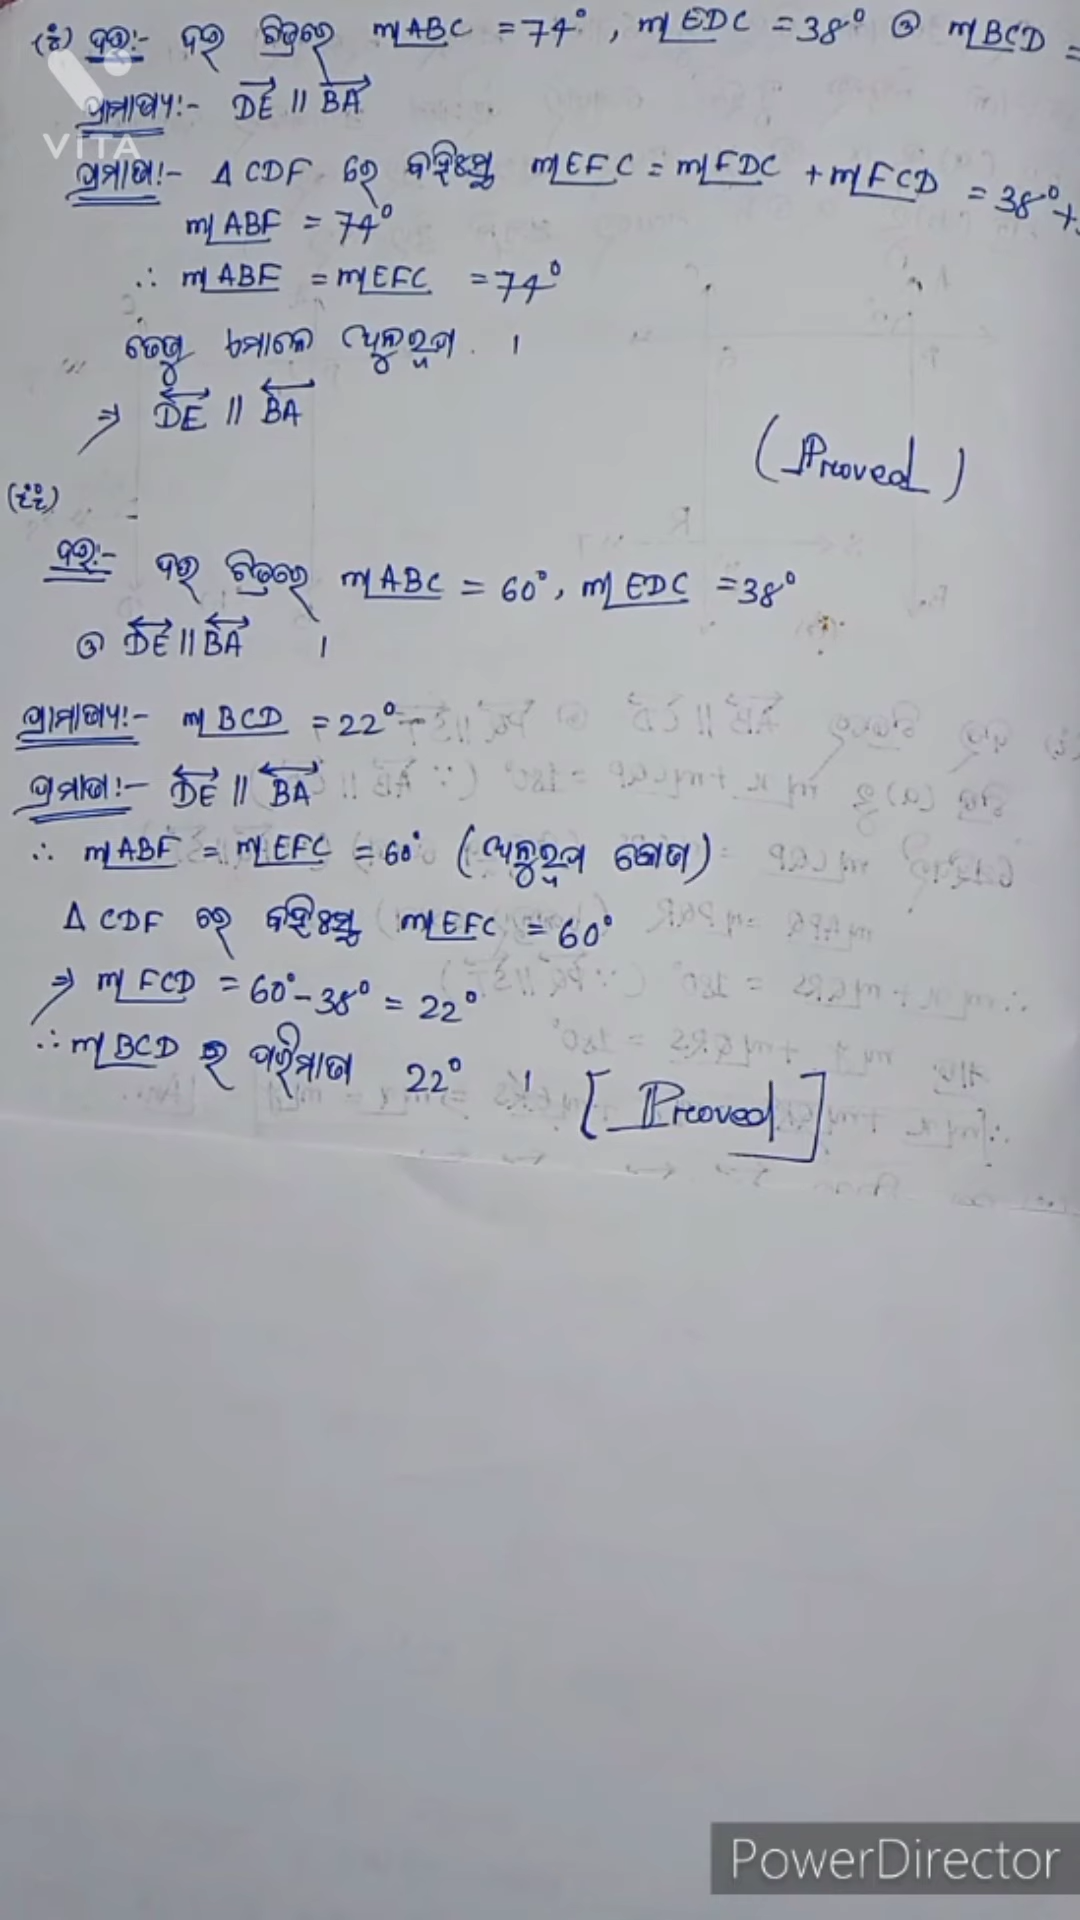 (i) ଦତ୍ତ:- ଦତ୍ତ ଚିତ୍ରରେ m∠ABC = 74°, m∠EDC = 38° ଓ m∠BCD =
ପ୍ରାମାଣ୍ୟ:- DE || BA
ପ୍ରମାଣ:- Δ CDF ରେ ବହିଃସ୍ଥ m∠EFC = m∠FDC + m∠FCD = 38° +
m∠ABF = 74°
∴ m∠ABF = m∠EFC = 74°
ତେଣୁ ଏମାନେ ଅନୁରୂପ ।
⇒ DE || BA
(Proved)
(ii)
ଦତ୍ତ:- ଦତ୍ତ ଚିତ୍ରରେ m∠ABC = 60°, m∠EDC = 38°
ଓ DE || BA ।
ପ୍ରାମାଣ୍ୟ:- m∠BCD = 22°
ପ୍ରମାଣ:- DE || BA
∴ m∠ABF = m∠EFC = 60° (ଅନୁରୂପ କୋଣ)
Δ CDF ରେ ବହିଃସ୍ଥ m∠EFC = 60°
⇒ m∠FCD = 60° - 38° = 22°
∴ m∠BCD ର ପରିମାଣ 22° ।
[Proved]
VITA
PowerDirector